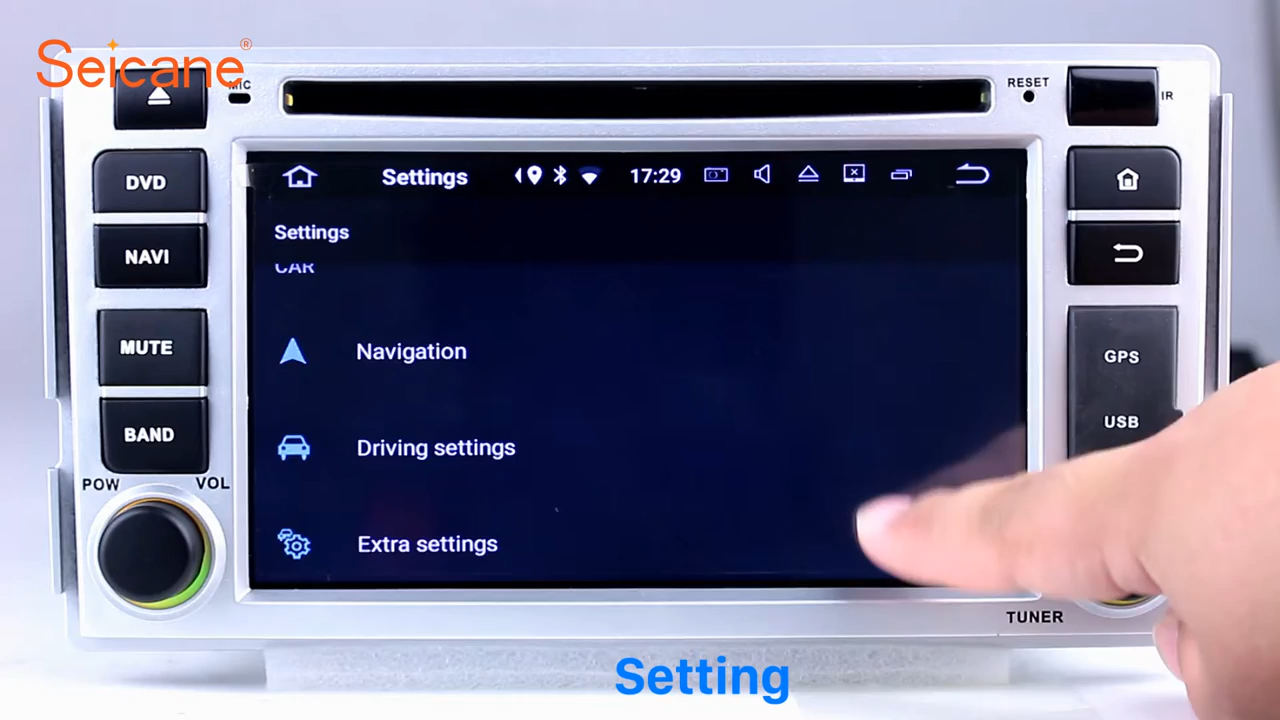 Seicane®
MIC
RESET
IR
DVD
NAVI
MUTE
BAND
POW
VOL
Settings
17:29
Settings
CAR
Navigation
Driving settings
Extra settings
GPS
USB
TUNER
Setting